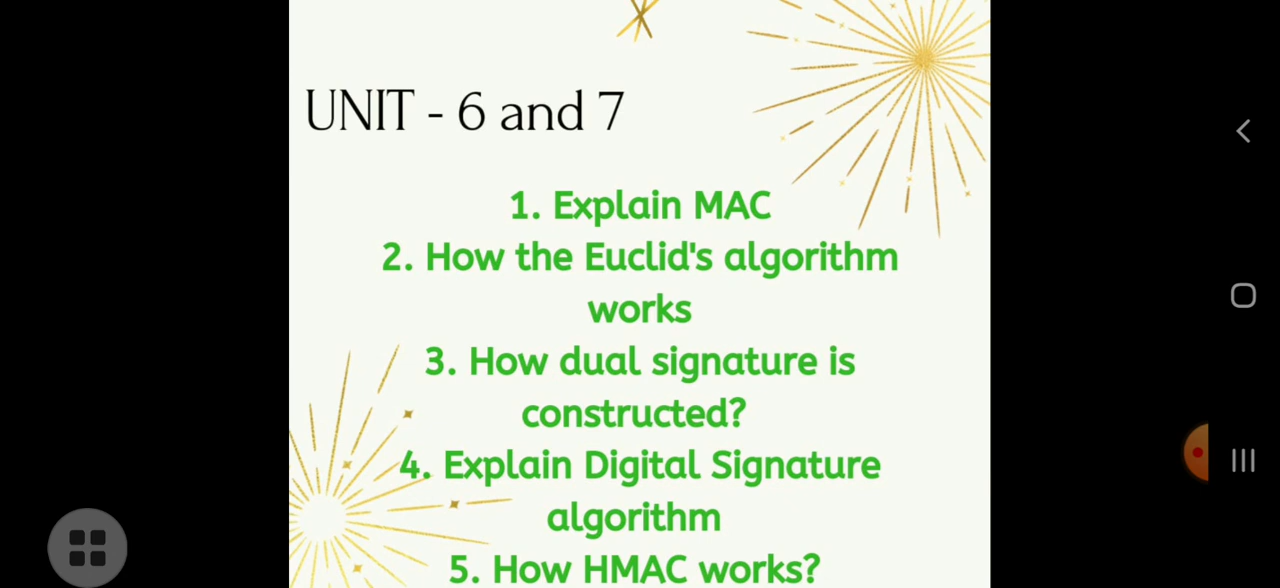 UNIT - 6 and 7
1. Explain MAC
2. How the Euclid's algorithm
works
3. How dual signature is
constructed?
4. Explain Digital Signature
algorithm
5. How HMAC works?